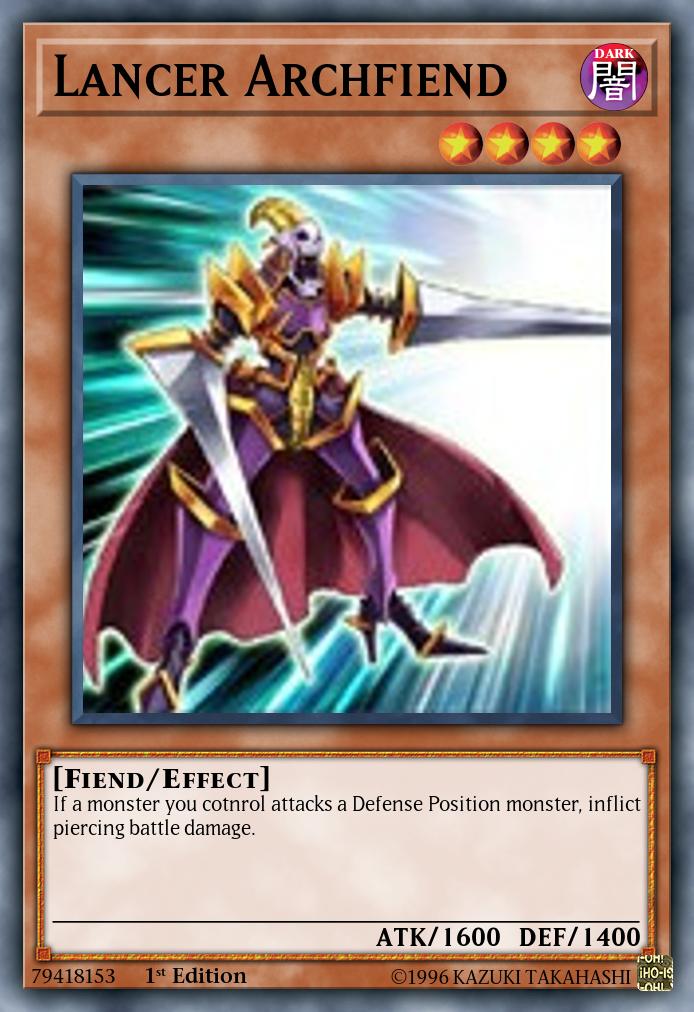 Lancer Archfiend
DARK
闇
[Fiend/Effect]
If a monster you cotnrol attacks a Defense Position monster, inflict
piercing battle damage.
ATK/1600 DEF/1400
79418153 1st Edition ©1996 KAZUKI TAKAHASHI